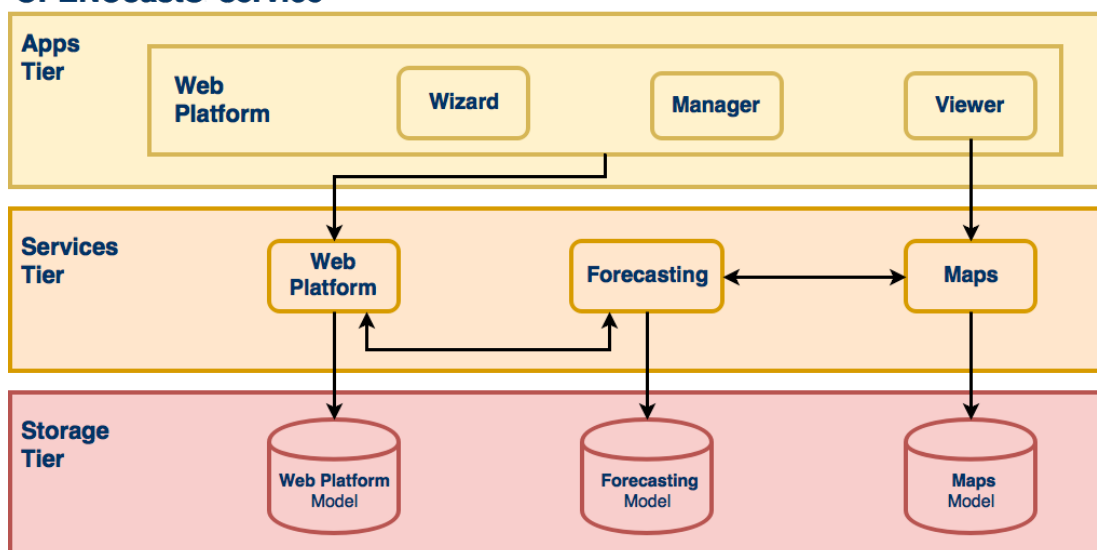 service
Apps
Tier
Web
Platform
Wizard
Manager
Viewer
Services
Tier
Web
Platform
Forecasting
Maps
Storage
Tier
Web Platform
Model
Forecasting
Model
Maps
Model